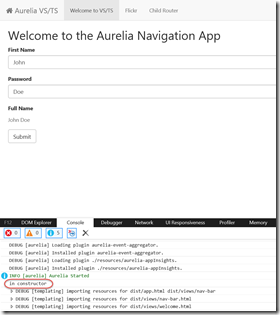 Aurelia VS/TS Welcome to VS/TS Flickr Child Router
Welcome to the Aurelia Navigation App
First Name
John
Password
Doe
Full Name
John Doe
Submit
F12 DOM Explorer Console Debugger Network UI Responsiveness Profiler Memory
0 0 5
DEBUG [aurelia] Loading plugin aurelia-event-aggregator.
DEBUG [aurelia] Installed plugin aurelia-event-aggregator.
DEBUG [aurelia] Loading plugin ./resources/aurelia-appInsights.
DEBUG [aurelia] Installed plugin ./resources/aurelia-appInsights.
INFO [aurelia] Aurelia Started
in constructor
DEBUG [templating] importing resources for dist/app.html dist/views/nav-bar
DEBUG [templating] importing resources for dist/views/nav-bar.html
DEBUG [templating] importing resources for dist/views/welcome.html